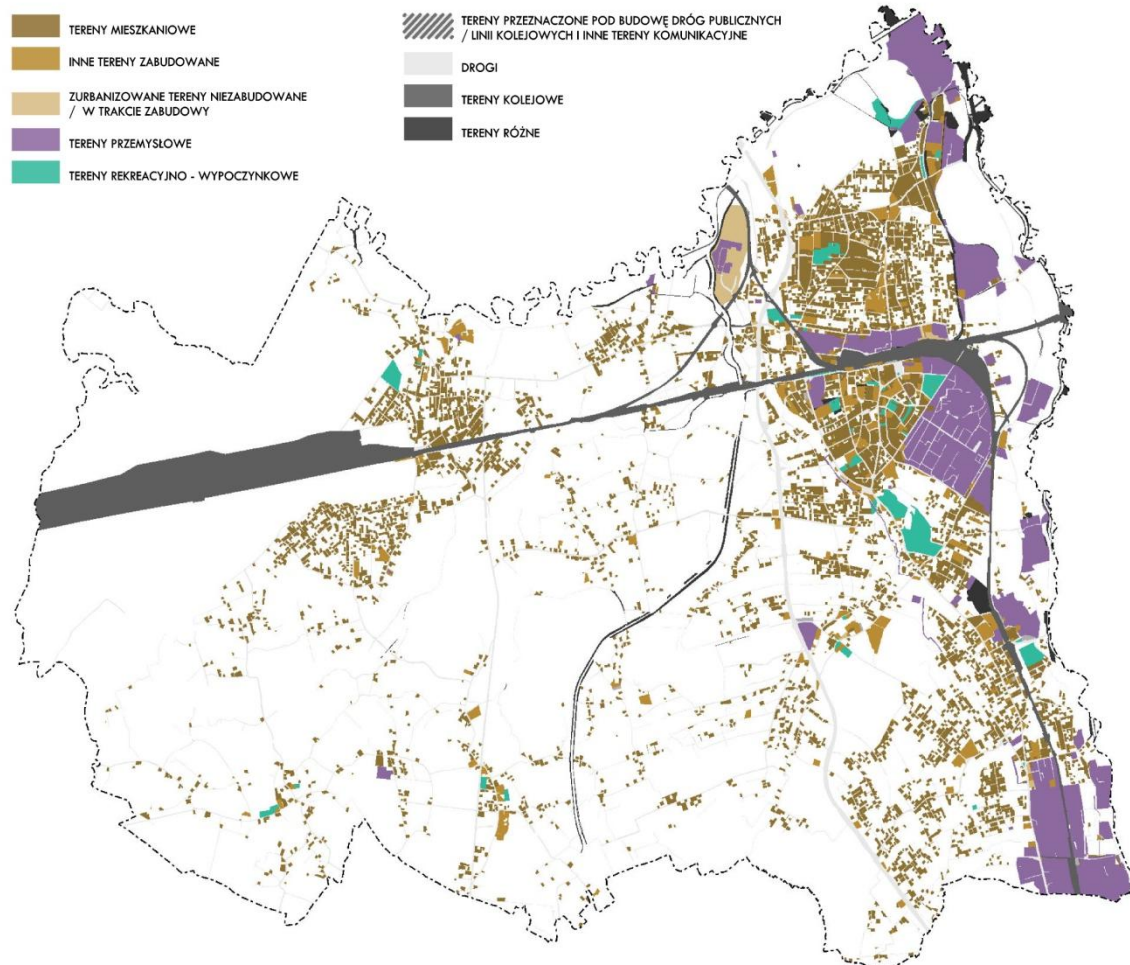 TERENY MIESZKANIOWE
INNE TERENY ZABUDOWANE
ZURBANIZOWANE TERENY NIEZABUDOWANE
/ W TRAKCIE ZABUDOWY
TERENY PRZEMYSŁOWE
TERENY REKREACYJNO - WYPOCZYNKOWE
TERENY PRZEZNACZONE POD BUDOWĘ DRÓG PUBLICZNYCH
/ LINII KOLEJOWYCH I INNE TERENY KOMUNIKACYJNE
DROGI
TERENY KOLEJOWE
TERENY RÓŻNE